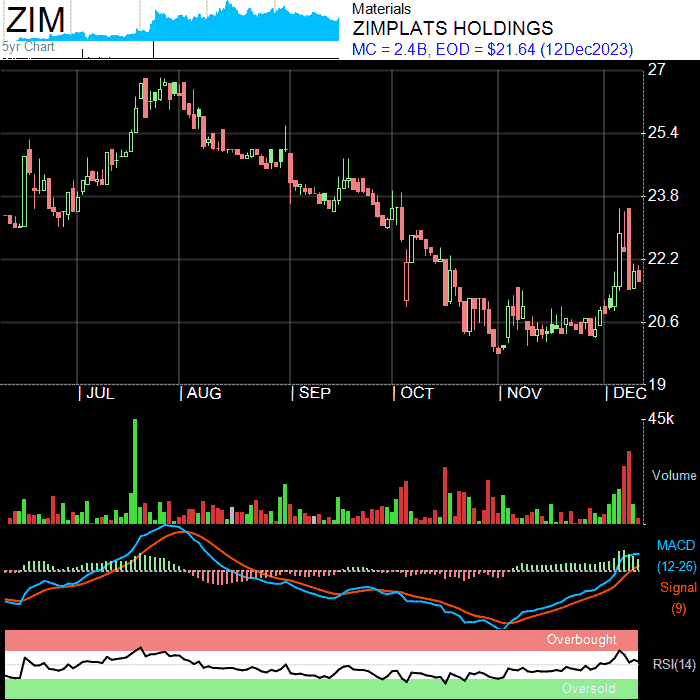 ZIM
5yr Chart
Materials
ZIMPLATS HOLDINGS
MC = 2.4B, EOD = $21.64 (12Dec2023)
27
25.4
23.8
22.2
20.6
19
| JUL | AUG | SEP | OCT | NOV | DEC
45k
Volume
MACD
(12-26)
Signal
(9)
Overbought
RSI(14)
Oversold